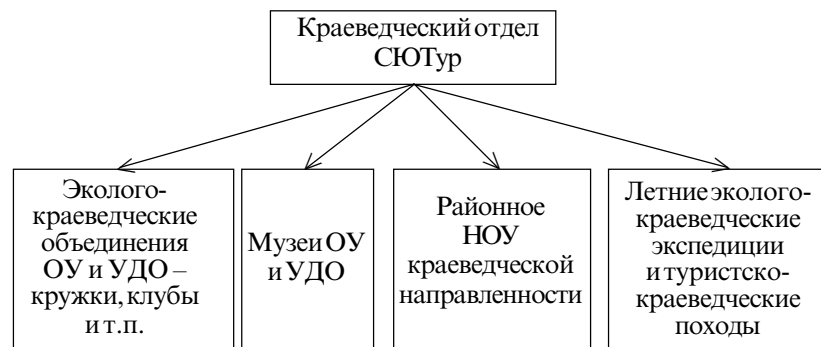 Краеведческий отдел
СЮТур
Эколого-
краеведческие
объединения
ОУ и УДО –
кружки, клубы
и т.п.
Музеи ОУ
и УДО
Районное
НОУ
краеведческой
направленности
Летние эколого-
краеведческие
экспедиции
и туристско-
краеведческие
походы